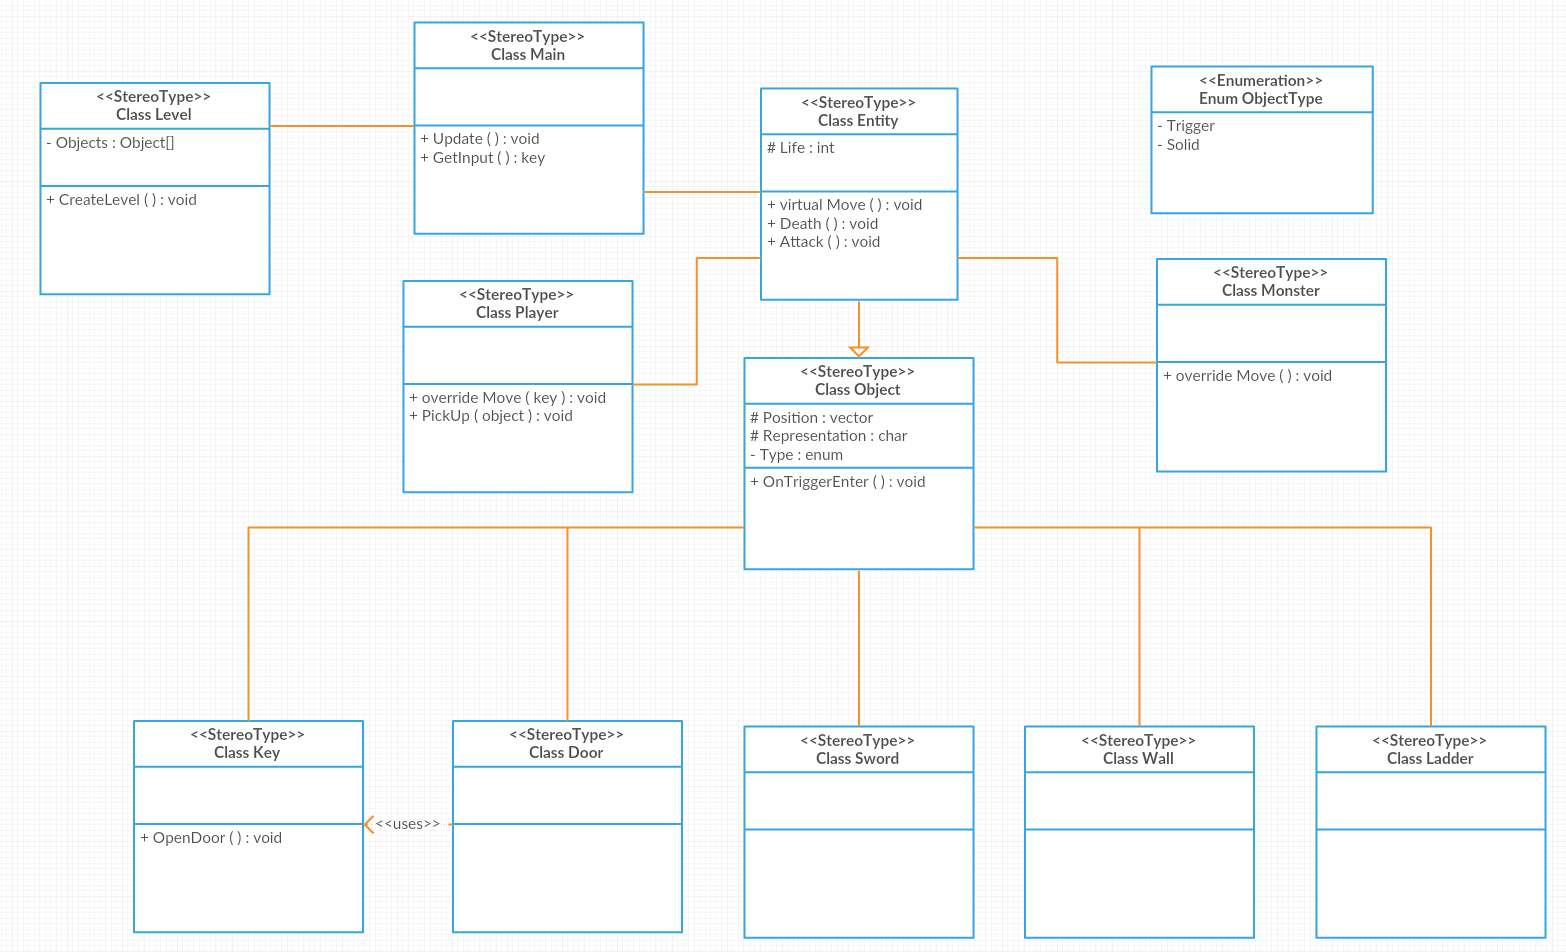 <<StereoType>>
Class Main
+ Update ( ) : void
+ GetInput ( ) : key
<<StereoType>>
Class Level
- Objects : Object[]
+ CreateLevel ( ) : void
<<StereoType>>
Class Entity
# Life : int
+ virtual Move ( ) : void
+ Death ( ) : void
+ Attack ( ) : void
<<Enumeration>>
Enum ObjectType
- Trigger
- Solid
<<StereoType>>
Class Player
+ override Move ( key ) : void
+ PickUp ( object ) : void
<<StereoType>>
Class Monster
+ override Move ( ) : void
<<StereoType>>
Class Object
# Position : vector
# Representation : char
- Type : enum
+ OnTriggerEnter ( ) : void
<<StereoType>>
Class Key
+ OpenDoor ( ) : void
<<uses>>
<<StereoType>>
Class Door
<<StereoType>>
Class Sword
<<StereoType>>
Class Wall
<<StereoType>>
Class Ladder